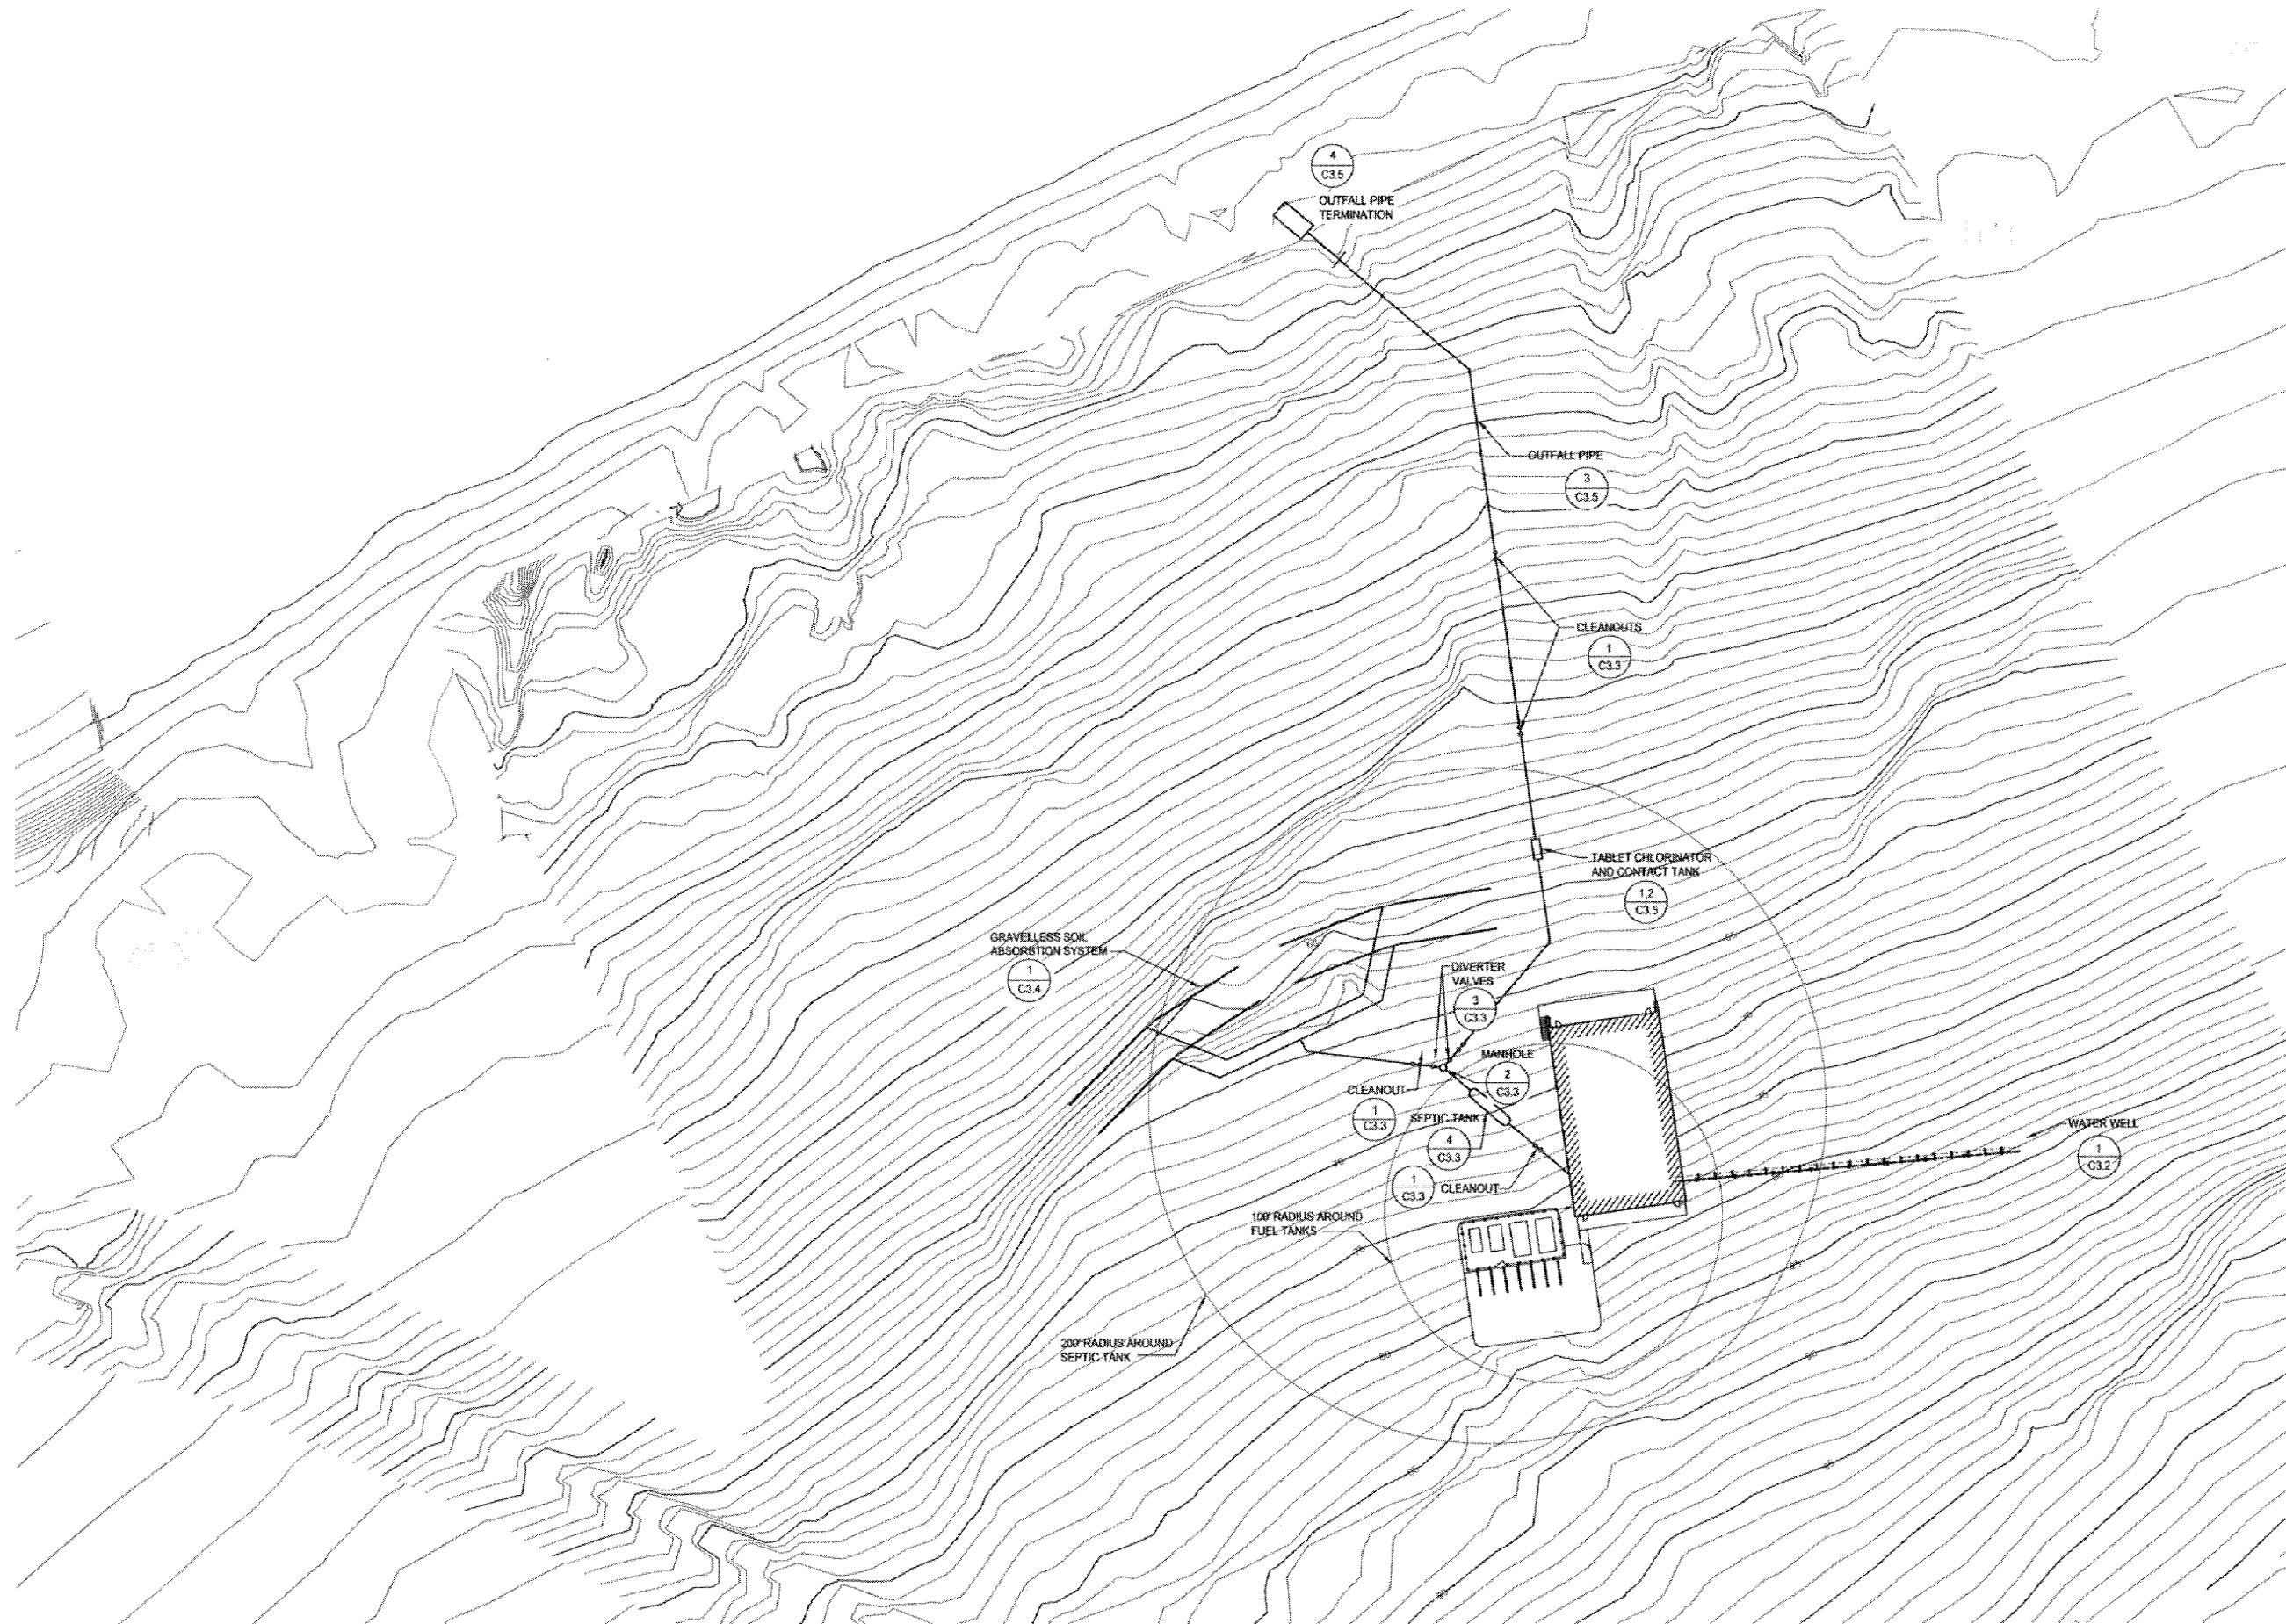 4
C3.5
OUTFALL PIPE
TERMINATION
OUTFALL PIPE
3
C3.5
CLEANOUTS
1
C3.3
TABLET CHLORINATOR
AND CONTACT TANK
1,2
C3.5
GRAVELLESS SOIL
ABSORBTION SYSTEM
1
C3.4
DIVERTER
VALVES
3
C3.3
MANHOLE
2
C3.3
CLEANOUT
1
C3.3
SEPTIC TANK
4
C3.3
1
C3.3
CLEANOUT
WATER WELL
1
C3.2
100' RADIUS AROUND
FUEL TANKS
200' RADIUS AROUND
SEPTIC TANK